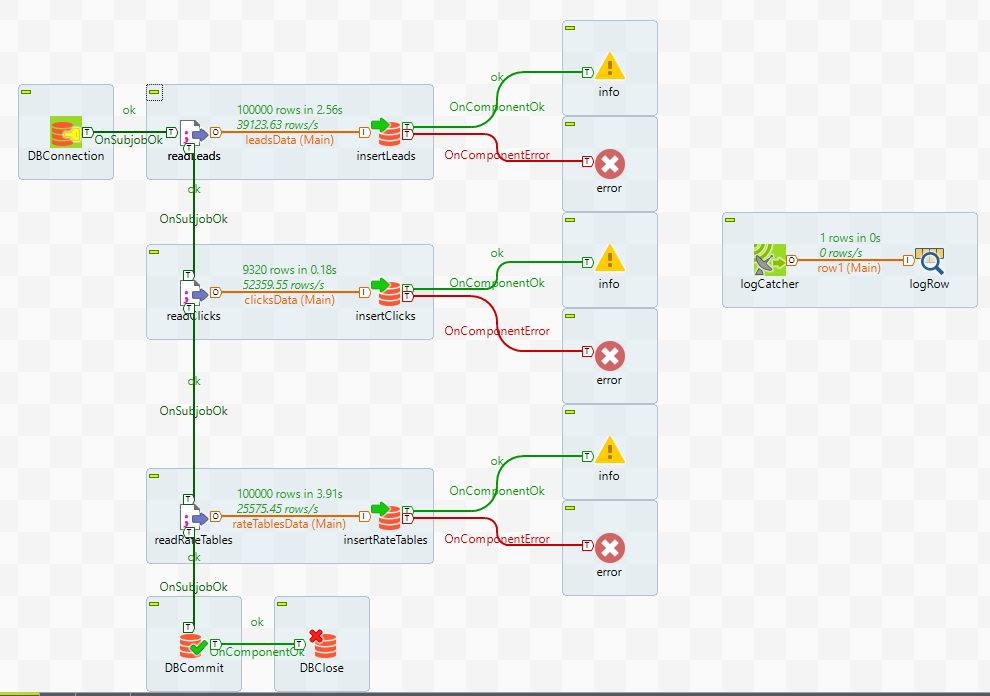 info
ok
OnComponentOk
ok
OnSubjobOk
100000 rows in 2.56s
39123.63 rows/s
leadsData (Main)
DBConnection
readLeads
insertLeads
OnComponentError
error
ok
OnSubjobOk
ok
OnComponentOk
info
9320 rows in 0.18s
52359.55 rows/s
clicksData (Main)
readClicks
insertClicks
OnComponentError
error
1 rows in 0s
0 rows/s
row1 (Main)
logCatcher
logRow
ok
OnSubjobOk
ok
OnComponentOk
info
100000 rows in 3.91s
25575.45 rows/s
rateTablesData (Main)
readRateTables
insertRateTables
OnComponentError
error
ok
OnSubjobOk
ok
OnComponentOk
DBCommit
DBClose